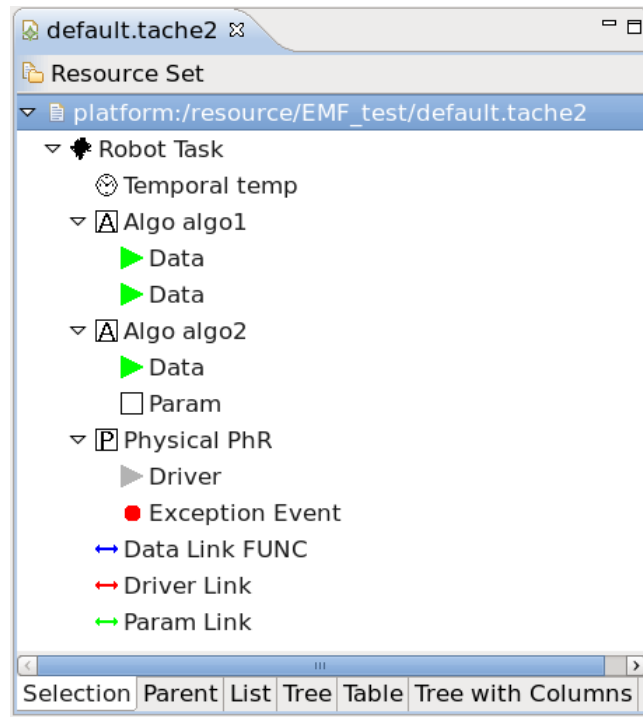 default.tache2
Resource Set
platform:/resource/EMF_test/default.tache2
Robot Task
Temporal temp
A Algo algo1
Data
Data
A Algo algo2
Data
Param
P Physical PhR
Driver
Exception Event
Data Link FUNC
Driver Link
Param Link
Selection Parent List Tree Table Tree with Columns